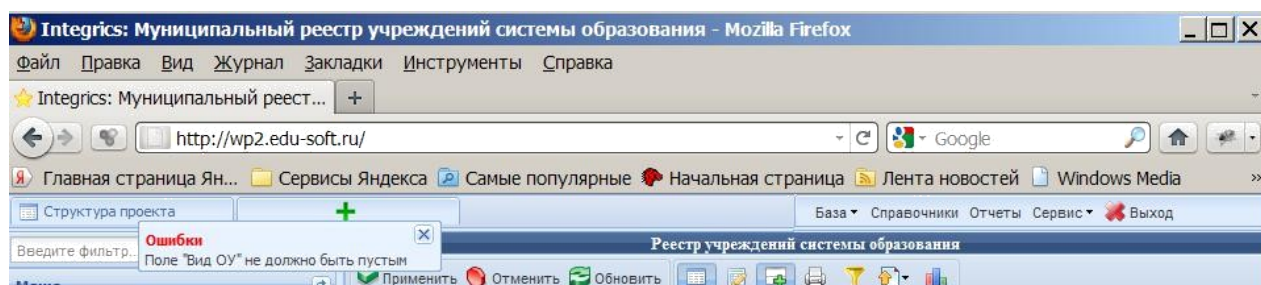 Integrics: Муниципальный реестр учреждений системы образования - Mozilla Firefox
Файл Правка Вид Журнал Закладки Инструменты Справка
Integrics: Муниципальный реест... +
http://wp2.edu-soft.ru/ Google
Главная страница Ян... Сервисы Яндекса Самые популярные Начальная страница Лента новостей Windows Media »
Структура проекта База Справочники Отчеты Сервис Выход
Введите фильтр... Реестр учреждений системы образования
Ошибки
Поле "Вид ОУ" не должно быть пустым
Меню Применить Отменить Обновить